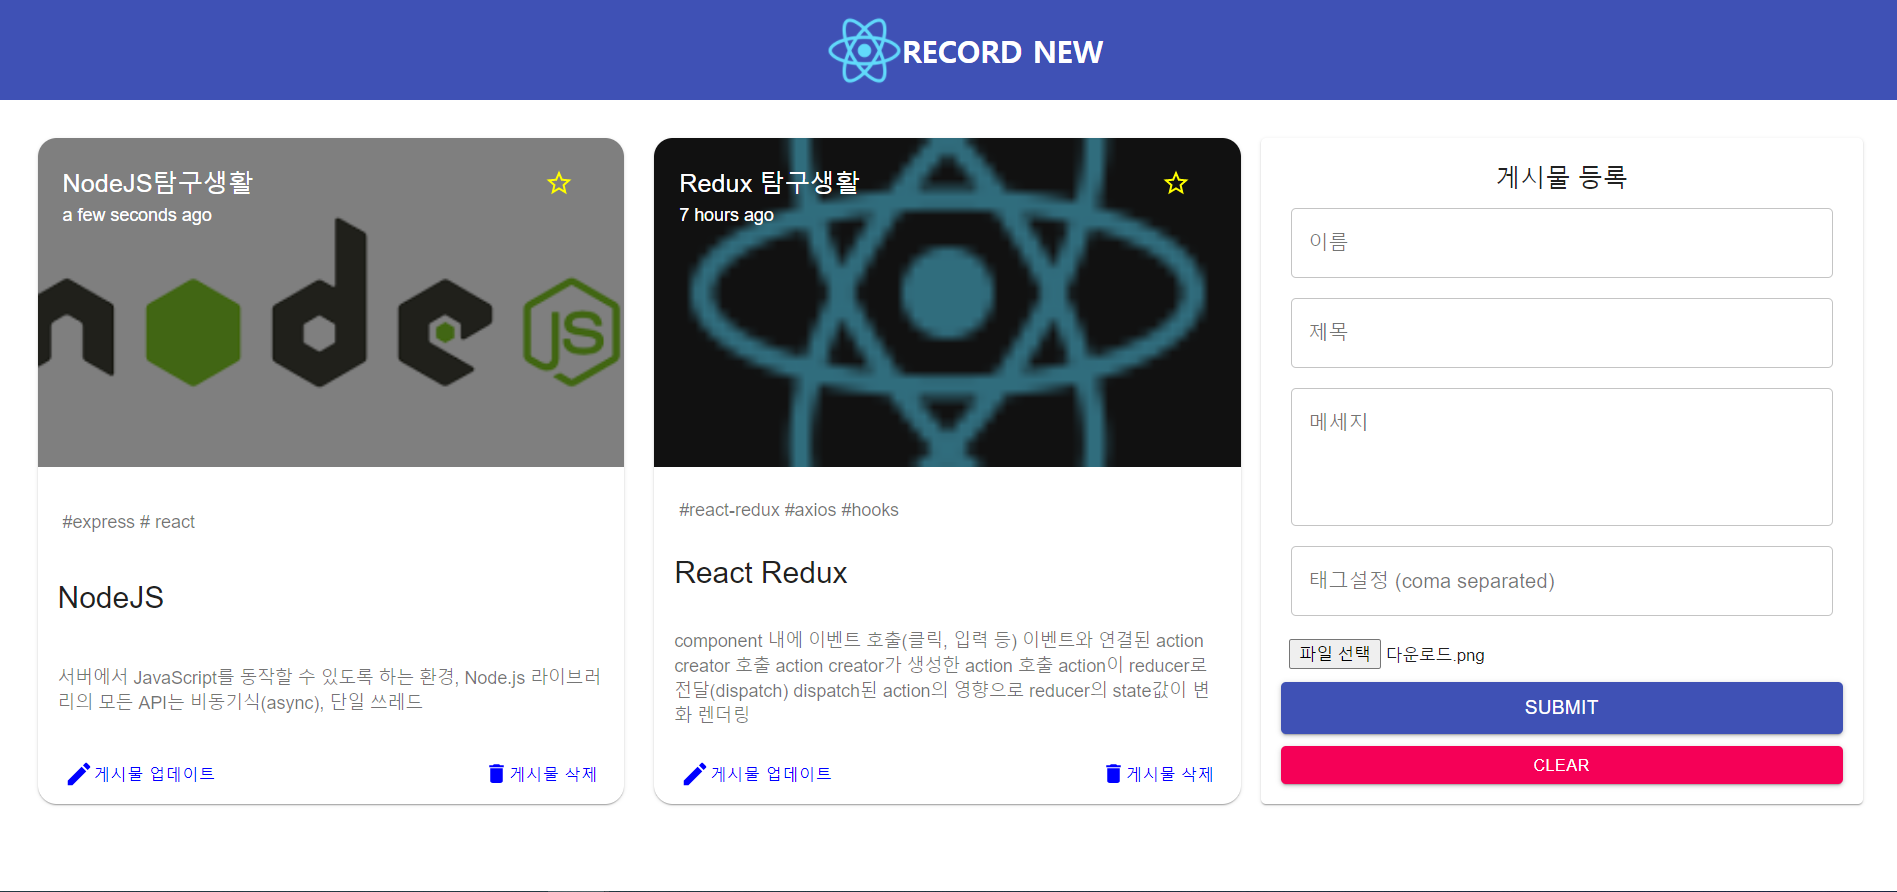 RECORD NEW
NodeJS탐구생활
a few seconds ago
node
JS
#express # react
NodeJS
서버에서 JavaScript를 동작할 수 있도록 하는 환경, Node.js 라이브러
리의 모든 API는 비동기식(async), 단일 쓰레드
게시물 업데이트
게시물 삭제
Redux 탐구생활
7 hours ago
#react-redux #axios #hooks
React Redux
component 내에 이벤트 호출(클릭, 입력 등) 이벤트와 연결된 action
creator 호출 action creator가 생성한 action 호출 action이 reducer로
전달(dispatch) dispatch된 action의 영향으로 reducer의 state값이 변
화 렌더링
게시물 업데이트
게시물 삭제
게시물 등록
이름
제목
메세지
태그설정 (coma separated)
파일 선택 다운로드.png
SUBMIT
CLEAR